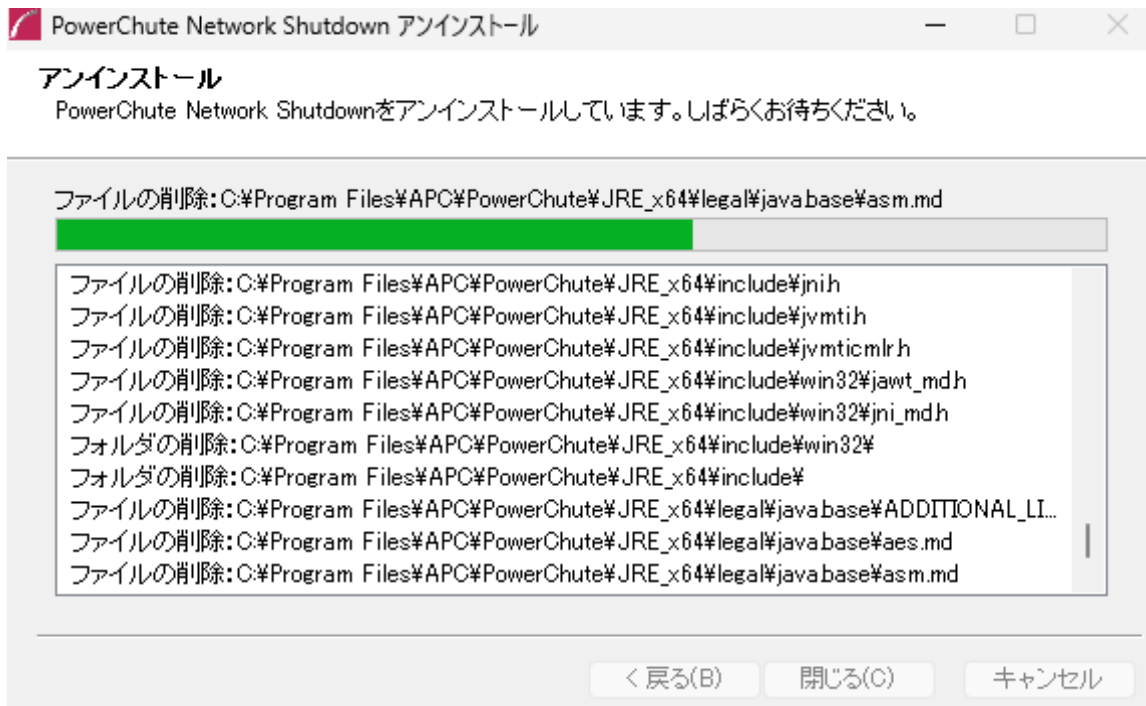 PowerChute Network Shutdown アンインストール
アンインストール
PowerChute Network Shutdownをアンインストールしています。しばらくお待ちください。
ファイルの削除:C:¥Program Files¥APC¥PowerChute¥JRE_x64¥legal¥java.base¥asm.md
ファイルの削除:C:¥Program Files¥APC¥PowerChute¥JRE_x64¥include¥jni.h
ファイルの削除:C:¥Program Files¥APC¥PowerChute¥JRE_x64¥include¥jvmti.h
ファイルの削除:C:¥Program Files¥APC¥PowerChute¥JRE_x64¥include¥jvmticmlr.h
ファイルの削除:C:¥Program Files¥APC¥PowerChute¥JRE_x64¥include¥win32¥jawt_md.h
ファイルの削除:C:¥Program Files¥APC¥PowerChute¥JRE_x64¥include¥win32¥jni_md.h
フォルダの削除:C:¥Program Files¥APC¥PowerChute¥JRE_x64¥include¥win32¥
フォルダの削除:C:¥Program Files¥APC¥PowerChute¥JRE_x64¥include¥
ファイルの削除:C:¥Program Files¥APC¥PowerChute¥JRE_x64¥legal¥java.base¥ADDITIONAL_LI...
ファイルの削除:C:¥Program Files¥APC¥PowerChute¥JRE_x64¥legal¥java.base¥aes.md
ファイルの削除:C:¥Program Files¥APC¥PowerChute¥JRE_x64¥legal¥java.base¥asm.md
< 戻る(B) 閉じる(C) キャンセル